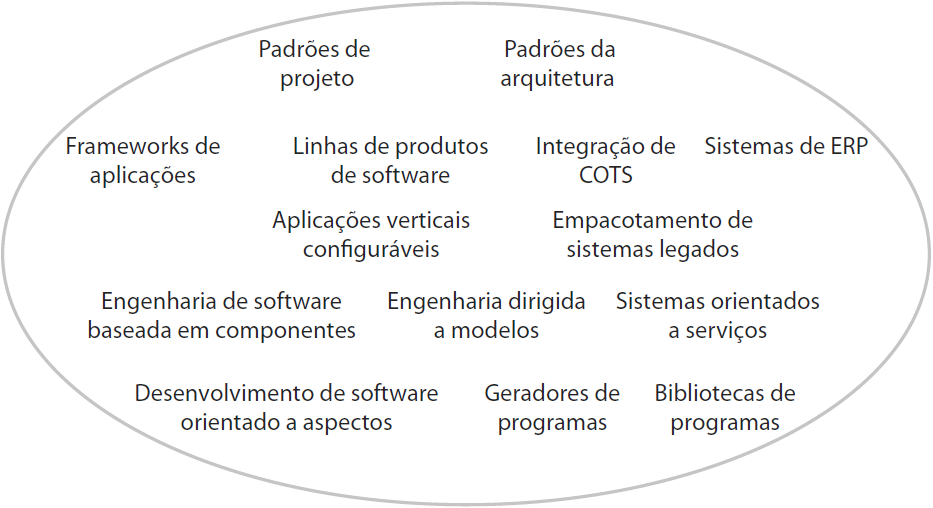 Padrões de
projeto
Padrões da
arquitetura
Frameworks de
aplicações
Linhas de produtos
de software
Integração de
COTS
Sistemas de ERP
Aplicações verticais
configuráveis
Empacotamento de
sistemas legados
Engenharia de software
baseada em componentes
Engenharia dirigida
a modelos
Sistemas orientados
a serviços
Desenvolvimento de software
orientado a aspectos
Geradores de
programas
Bibliotecas de
programas